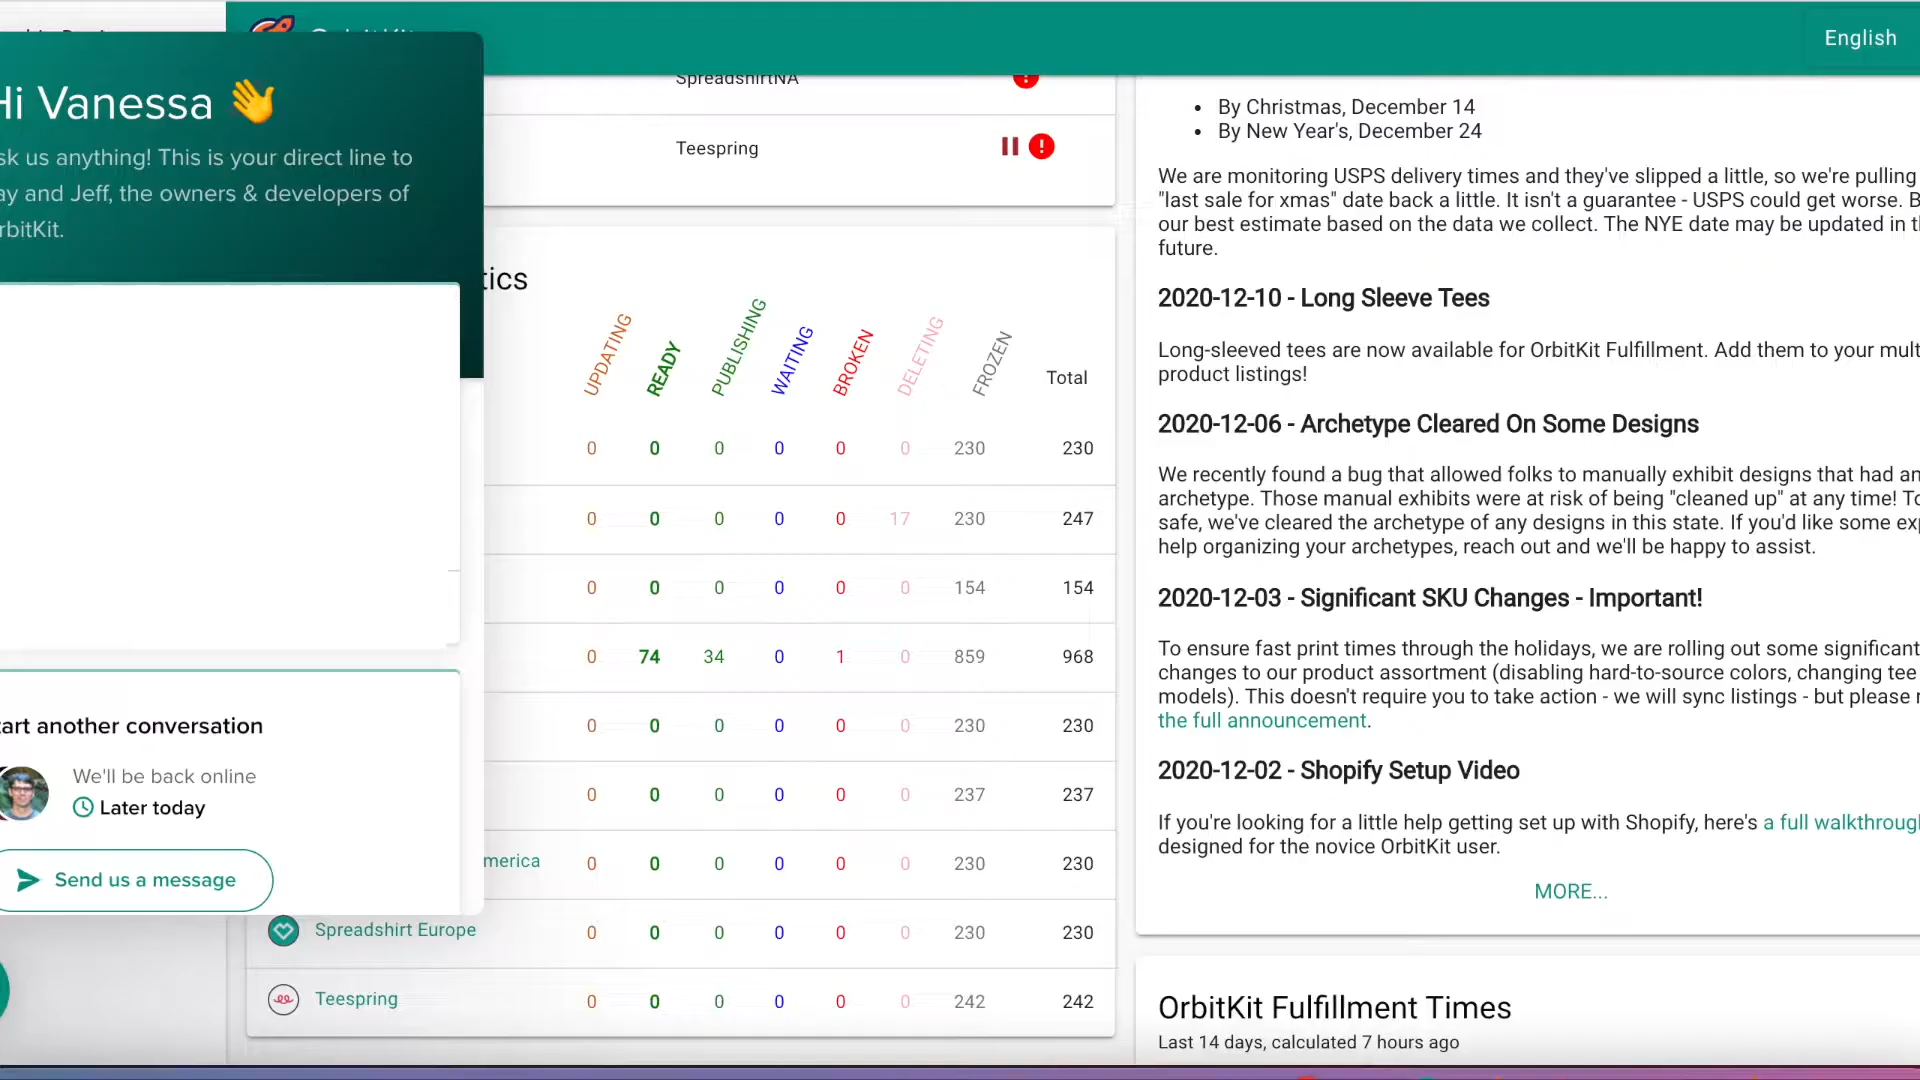 English
Hi Vanessa 👋
sk us anything! This is your direct line to
ay and Jeff, the owners & developers of
rbitKit.
art another conversation
We'll be back online
Later today
Send us a message
SpreadshirtNA
Teespring
tics
UPDATING READY PUBLISHING WAITING BROKEN DELETING FROZEN Total
0 0 0 0 0 0 230 230
0 0 0 0 0 17 230 247
0 0 0 0 0 0 154 154
0 74 34 0 1 0 859 968
0 0 0 0 0 0 230 230
0 0 0 0 0 0 237 237
merica 0 0 0 0 0 0 230 230
Spreadshirt Europe 0 0 0 0 0 0 230 230
Teespring 0 0 0 0 0 0 242 242
• By Christmas, December 14
• By New Year's, December 24
We are monitoring USPS delivery times and they've slipped a little, so we're pulling
"last sale for xmas" date back a little. It isn't a guarantee - USPS could get worse. B
our best estimate based on the data we collect. The NYE date may be updated in th
future.
2020-12-10 - Long Sleeve Tees
Long-sleeved tees are now available for OrbitKit Fulfillment. Add them to your mult
product listings!
2020-12-06 - Archetype Cleared On Some Designs
We recently found a bug that allowed folks to manually exhibit designs that had an
archetype. Those manual exhibits were at risk of being "cleaned up" at any time! To
safe, we've cleared the archetype of any designs in this state. If you'd like some exp
help organizing your archetypes, reach out and we'll be happy to assist.
2020-12-03 - Significant SKU Changes - Important!
To ensure fast print times through the holidays, we are rolling out some significant
changes to our product assortment (disabling hard-to-source colors, changing tee
models). This doesn't require you to take action - we will sync listings - but please r
the full announcement.
2020-12-02 - Shopify Setup Video
If you're looking for a little help getting set up with Shopify, here's a full walkthrough
designed for the novice OrbitKit user.
MORE...
OrbitKit Fulfillment Times
Last 14 days, calculated 7 hours ago